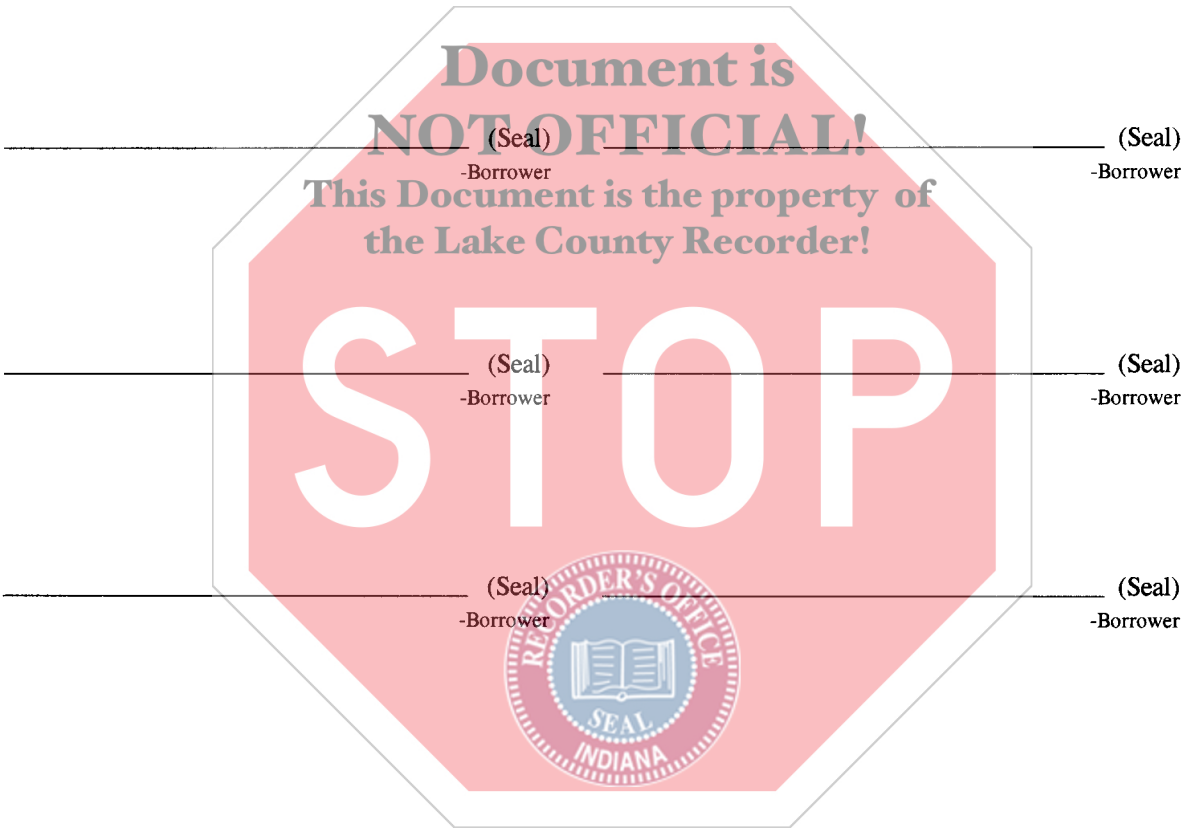 Document is
NOT OFFICIAL!
(Seal) (Seal)
-Borrower -Borrower
This Document is the property of
the Lake County Recorder!
STOP
(Seal) (Seal)
-Borrower -Borrower
(Seal) (Seal)
-Borrower -Borrower
RECORDER'S OFFICE
SEAL
INDIANA